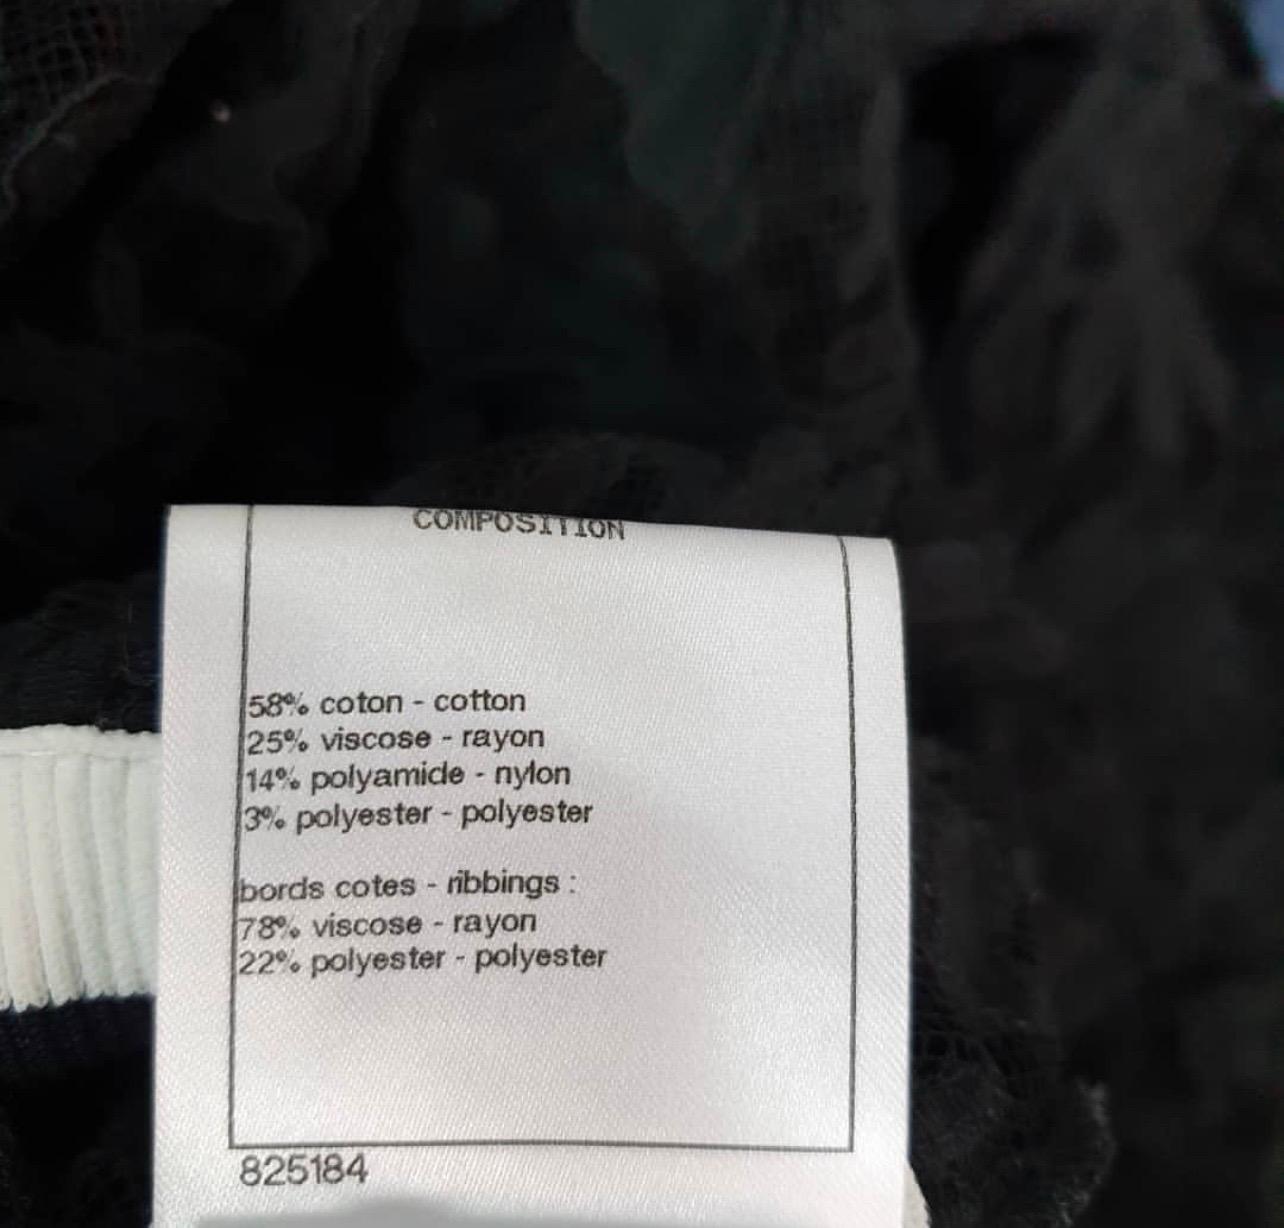 COMPOSITION
58% coton - cotton
25% viscose - rayon
14% polyamide - nylon
3% polyester - polyester
bords cotes - ribbings :
78% viscose - rayon
22% polyester - polyester
825184